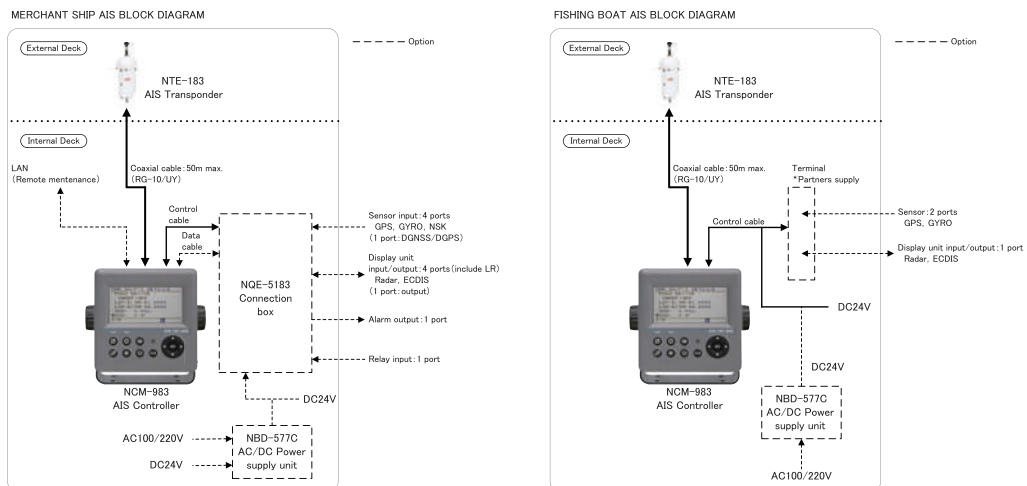 MERCHANT SHIP AIS BLOCK DIAGRAM
External Deck
Option
NTE-183
AIS Transponder
Internal Deck
LAN
(Remote mentenance)
Coaxial cable:50m max.
(RG-10/UY)
Control
cable
Data
cable
NQE-5183
Connection
box
Sensor input:4 ports
GPS, GYRO, NSK
(1 port:DGNSS/DGPS)
Display unit
input/output:4 ports(include LR)
Radar, ECDIS
(1 port:output)
Alarm output:1 port
Relay input:1 port
NCM-983
AIS Controller
DC24V
AC100/220V
DC24V
NBD-577C
AC/DC Power
supply unit
FISHING BOAT AIS BLOCK DIAGRAM
External Deck
Option
NTE-183
AIS Transponder
Internal Deck
Coaxial cable:50m max.
(RG-10/UY)
Terminal
*Partners supply
Control cable
Sensor:2 ports
GPS, GYRO
Display unit input/output:1 port
Radar, ECDIS
DC24V
DC24V
NCM-983
AIS Controller
NBD-577C
AC/DC Power
supply unit
AC100/220V